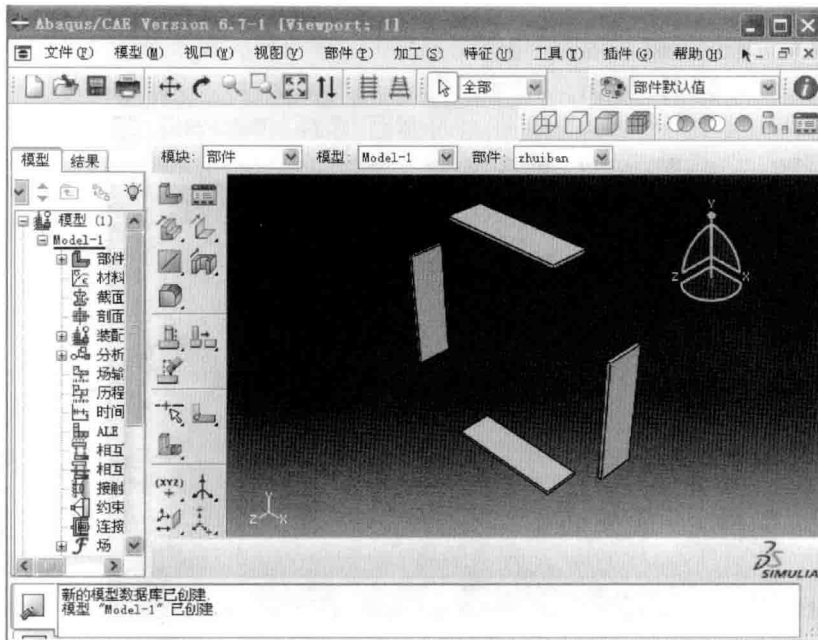 Abaqus/CAE Version 6.7-1 [Viewport: 1]
文件(F) 模型(M) 视口(W) 视图(V) 部件(P) 加工(S) 特征(U) 工具(T) 插件(G) 帮助(H)
全部 部件默认值
模型 结果 模块: 部件 模型: Model-1 部件: zhuiban
模型 (1)
Model-1
部件
材料
截面
剖面
装配
分析
场输
历程
时间
ALE
相互
相互
接触
约束
连接
场
(XYZ)
Y
Z X
Y
Z X
SIMULIA
新的模型数据库已创建.
模型 "Model-1" 已创建.